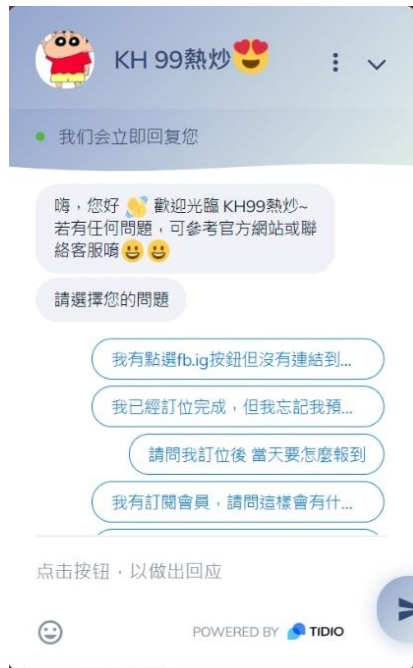 KH 99熱炒😍
我们会立即回复您
嗨，您好 👋 歡迎光臨 KH99熱炒~
若有任何問題，可參考官方網站或聯
絡客服唷😃😃
請選擇您的問題
我有點選fb.ig按鈕但沒有連結到...
我已經訂位完成，但我忘記我預...
請問我訂位後 當天要怎麼報到
我有訂閱會員，請問這樣會有什...
点击按钮，以做出回应
POWERED BY TIDIO